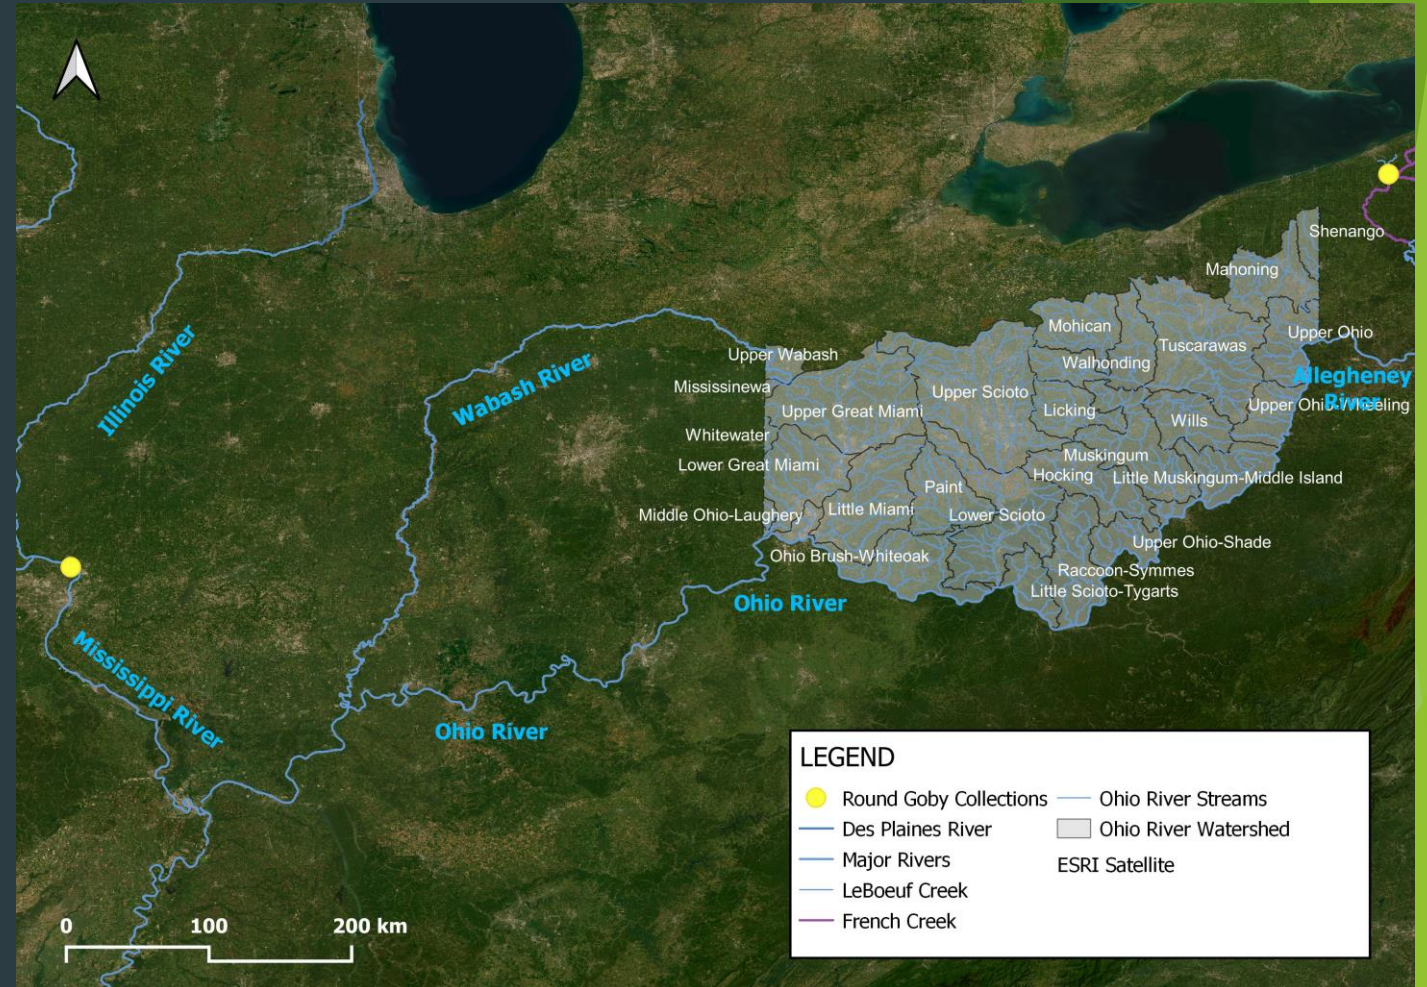 Shenango
Mahoning
Mohican
Upper Ohio
Tuscarawas
Upper Wabash
Walhonding
Illinois River
Wabash River
Allegheney
River
Mississinewa
Upper Scioto
Upper Ohio-Wheeling
Upper Great Miami
Licking
Wills
Whitewater
Muskingum
Lower Great Miami
Hocking
Little Muskingum-Middle Island
Paint
Little Miami
Middle Ohio-Laughery
Lower Scioto
Upper Ohio-Shade
Ohio Brush-Whiteoak
Raccoon-Symmes
Little Scioto-Tygarts
Ohio River
Mississippi River
Ohio River
LEGEND
Round Goby Collections
Des Plaines River
Major Rivers
LeBoeuf Creek
French Creek
Ohio River Streams
Ohio River Watershed
ESRI Satellite
0 100 200 km